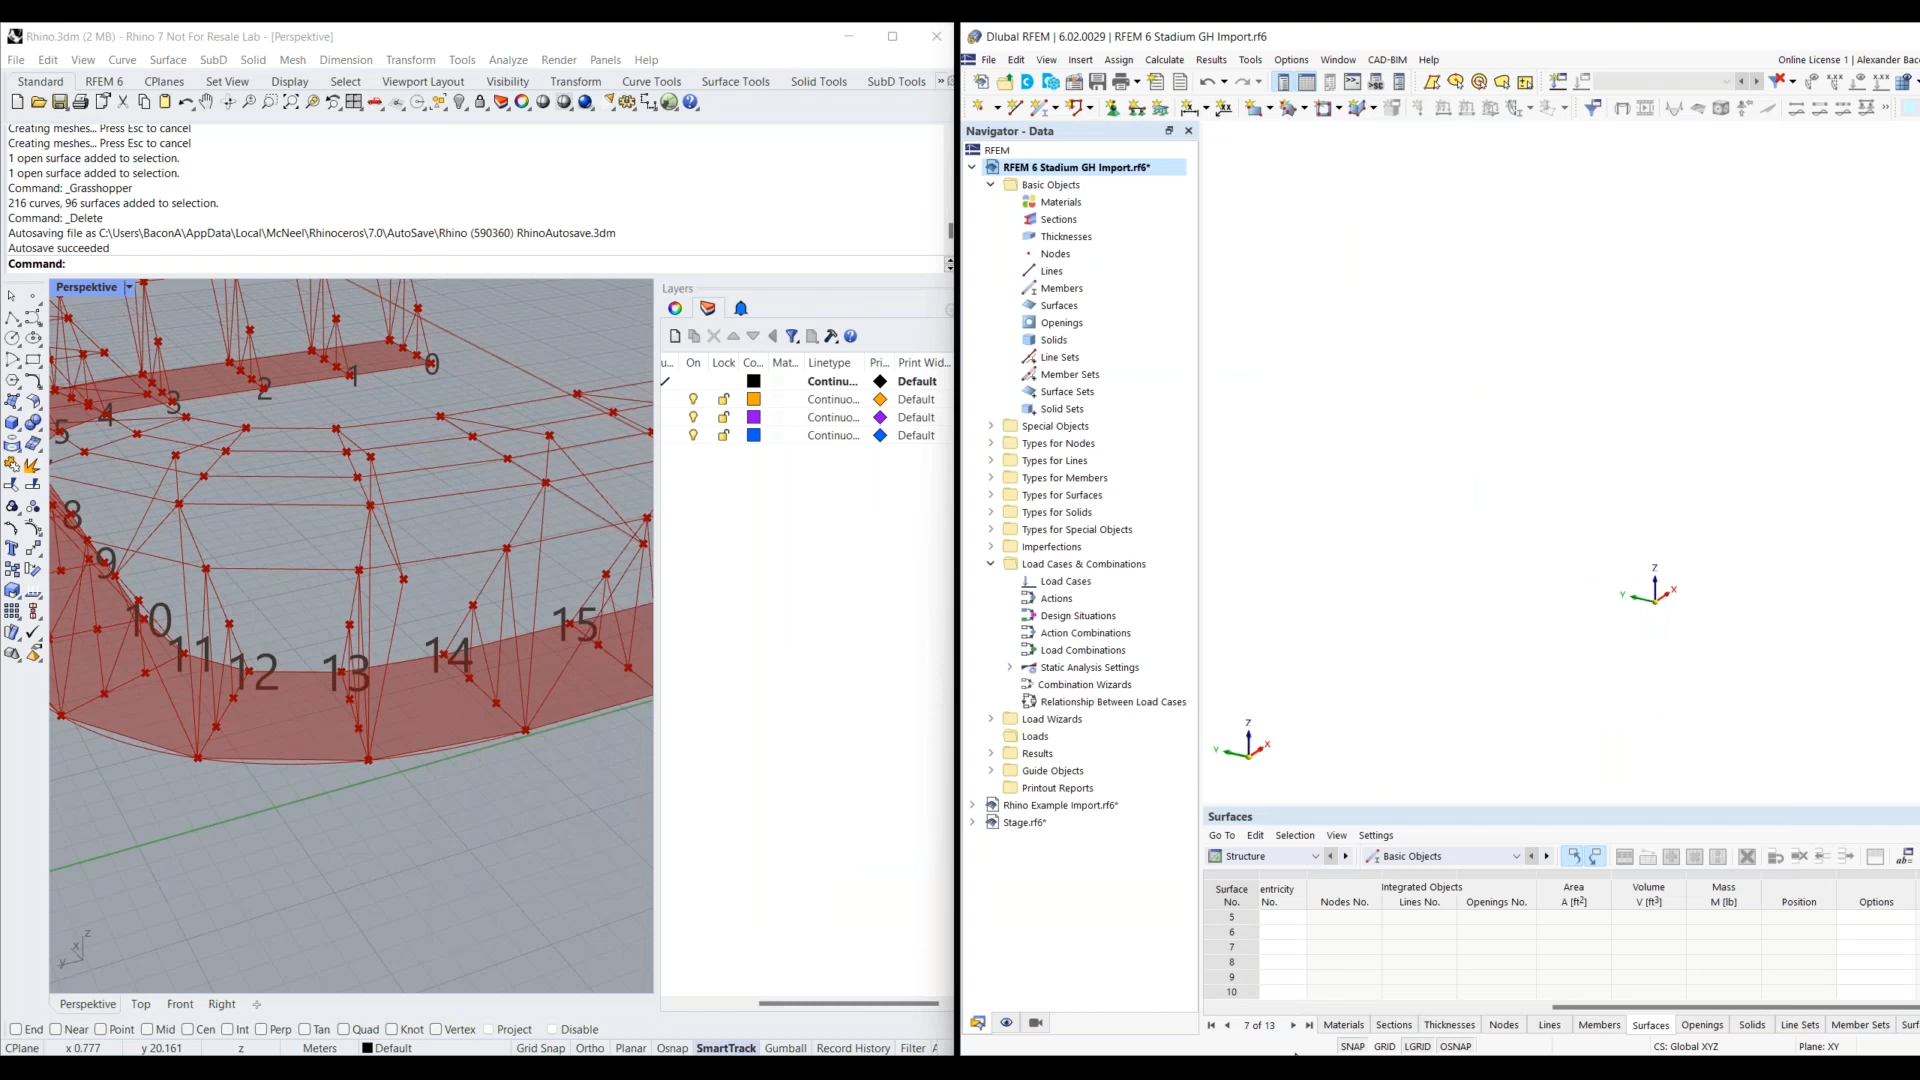 Rhino.3dm (2 MB) - Rhino 7 Not For Resale Lab - [Perspektive]
File Edit View Curve Surface SubD Solid Mesh Dimension Transform Tools Analyze Render Panels Help
Standard RFEM 6 CPlanes Set View Display Select Viewport Layout Visibility Transform Curve Tools Surface Tools Solid Tools SubD Tools »
Creating meshes... Press Esc to cancel
Creating meshes... Press Esc to cancel
1 open surface added to selection.
1 open surface added to selection.
Command: _Grasshopper
216 curves, 96 surfaces added to selection.
Command: _Delete
Autosaving file as C:\Users\BaconA\AppData\Local\McNeel\Rhinoceros\7.0\AutoSave\Rhino (590360) RhinoAutosave.3dm
Autosave succeeded
Command:
Perspektive
0
1
2
3
4
5
8
9
10
11
12
13
14
15
z
x
y
Layers
u... On Lock Co... Mat... Linetype Pri... Print Wid...
Continu... Default
Continuo... Default
Continuo... Default
Continuo... Default
Perspektive Top Front Right
End Near Point Mid Cen Int Perp Tan Quad Knot Vertex Project Disable
CPlane x 0.777 y 20.161 z Meters Default Grid Snap Ortho Planar Osnap SmartTrack Gumball Record History Filter
Dlubal RFEM | 6.02.0029 | RFEM 6 Stadium GH Import.rf6*
File Edit View Insert Assign Calculate Results Tools Options Window CAD-BIM Help
Online License 1 | Alexander Bac
Navigator - Data
RFEM
RFEM 6 Stadium GH Import.rf6*
Basic Objects
Materials
Sections
Thicknesses
Nodes
Lines
Members
Surfaces
Openings
Solids
Line Sets
Member Sets
Surface Sets
Solid Sets
Special Objects
Types for Nodes
Types for Lines
Types for Members
Types for Surfaces
Types for Solids
Types for Special Objects
Imperfections
Load Cases & Combinations
Load Cases
Actions
Design Situations
Action Combinations
Load Combinations
Static Analysis Settings
Combination Wizards
Relationship Between Load Cases
Load Wizards
Loads
Results
Guide Objects
Printout Reports
Rhino Example Import.rf6*
Stage.rf6*
Z
Y
X
Z
Y
X
Surfaces
Go To Edit Selection View Settings
Structure Basic Objects
Surface entricity Integrated Objects Area Volume Mass
No. No. Nodes No. Lines No. Openings No. A [ft²] V [ft³] M [lb] Position Options
5
6
7
8
9
10
7 of 13 Materials Sections Thicknesses Nodes Lines Members Surfaces Openings Solids Line Sets Member Sets Surf
SNAP GRID LGRID OSNAP CS: Global XYZ Plane: XY